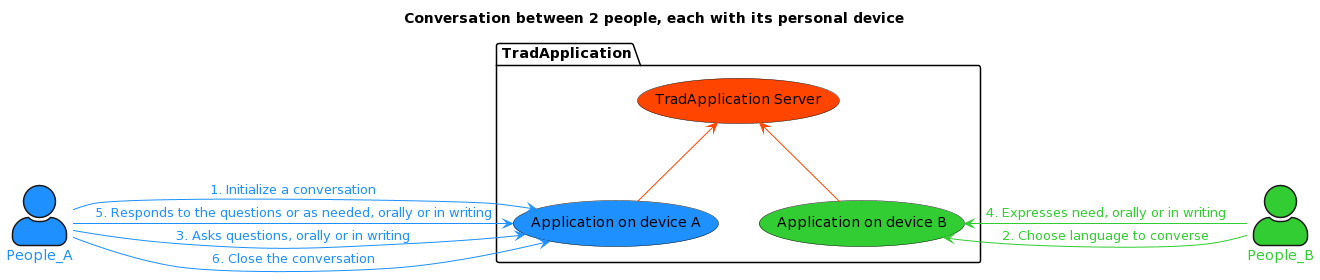 Conversation between 2 people, each with its personal device
TradApplication
TradApplication Server
1. Initialize a conversation
5. Responds to the questions or as needed, orally or in writing
3. Asks questions, orally or in writing
6. Close the conversation
People_A
Application on device A
Application on device B
4. Expresses need, orally or in writing
2. Choose language to converse
People_B